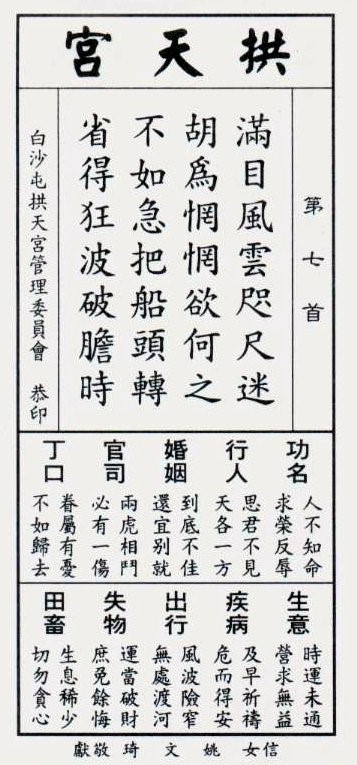 拱天宮
第七首
滿目風雲咫尺迷
胡為惘惘欲何之
不如急把船頭轉
省得狂波破膽時
白沙屯拱天宮管理委員會 恭印
功名
人不知命
求榮反辱
行人
思君不見
天各一方
婚姻
到底不佳
還宜别就
官司
兩虎相鬥
必有一傷
丁口
眷屬有憂
不如歸去
生意
時運未通
營求無益
疾病
及早祈禱
危而得安
出行
風波險窄
無處渡河
失物
運當破財
庶免餘悔
田畜
生息稀少
切勿貪心
信女 姚文琦 敬獻